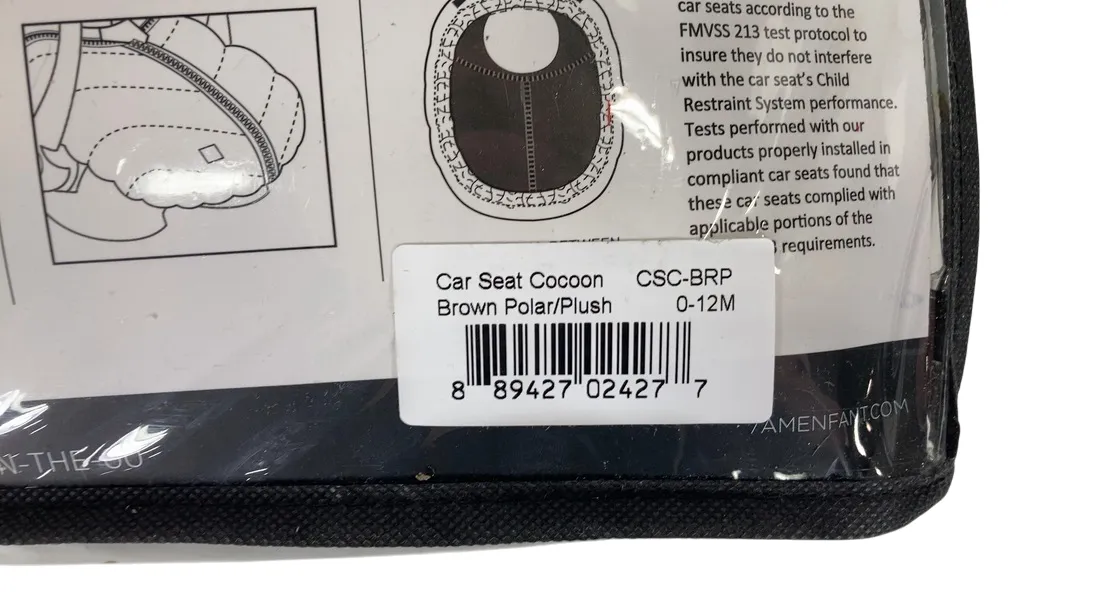 car seats according to the
FMVSS 213 test protocol to
insure they do not interfere
with the car seat's Child
Restraint System performance.
Tests performed with our
products properly installed in
compliant car seats found that
these car seats complied with
applicable portions of the
requirements.
BETWEEN
Car Seat Cocoon CSC-BRP
Brown Polar/Plush 0-12M
8 89427 02427 7
AMENFANT.COM
N-THE-GO